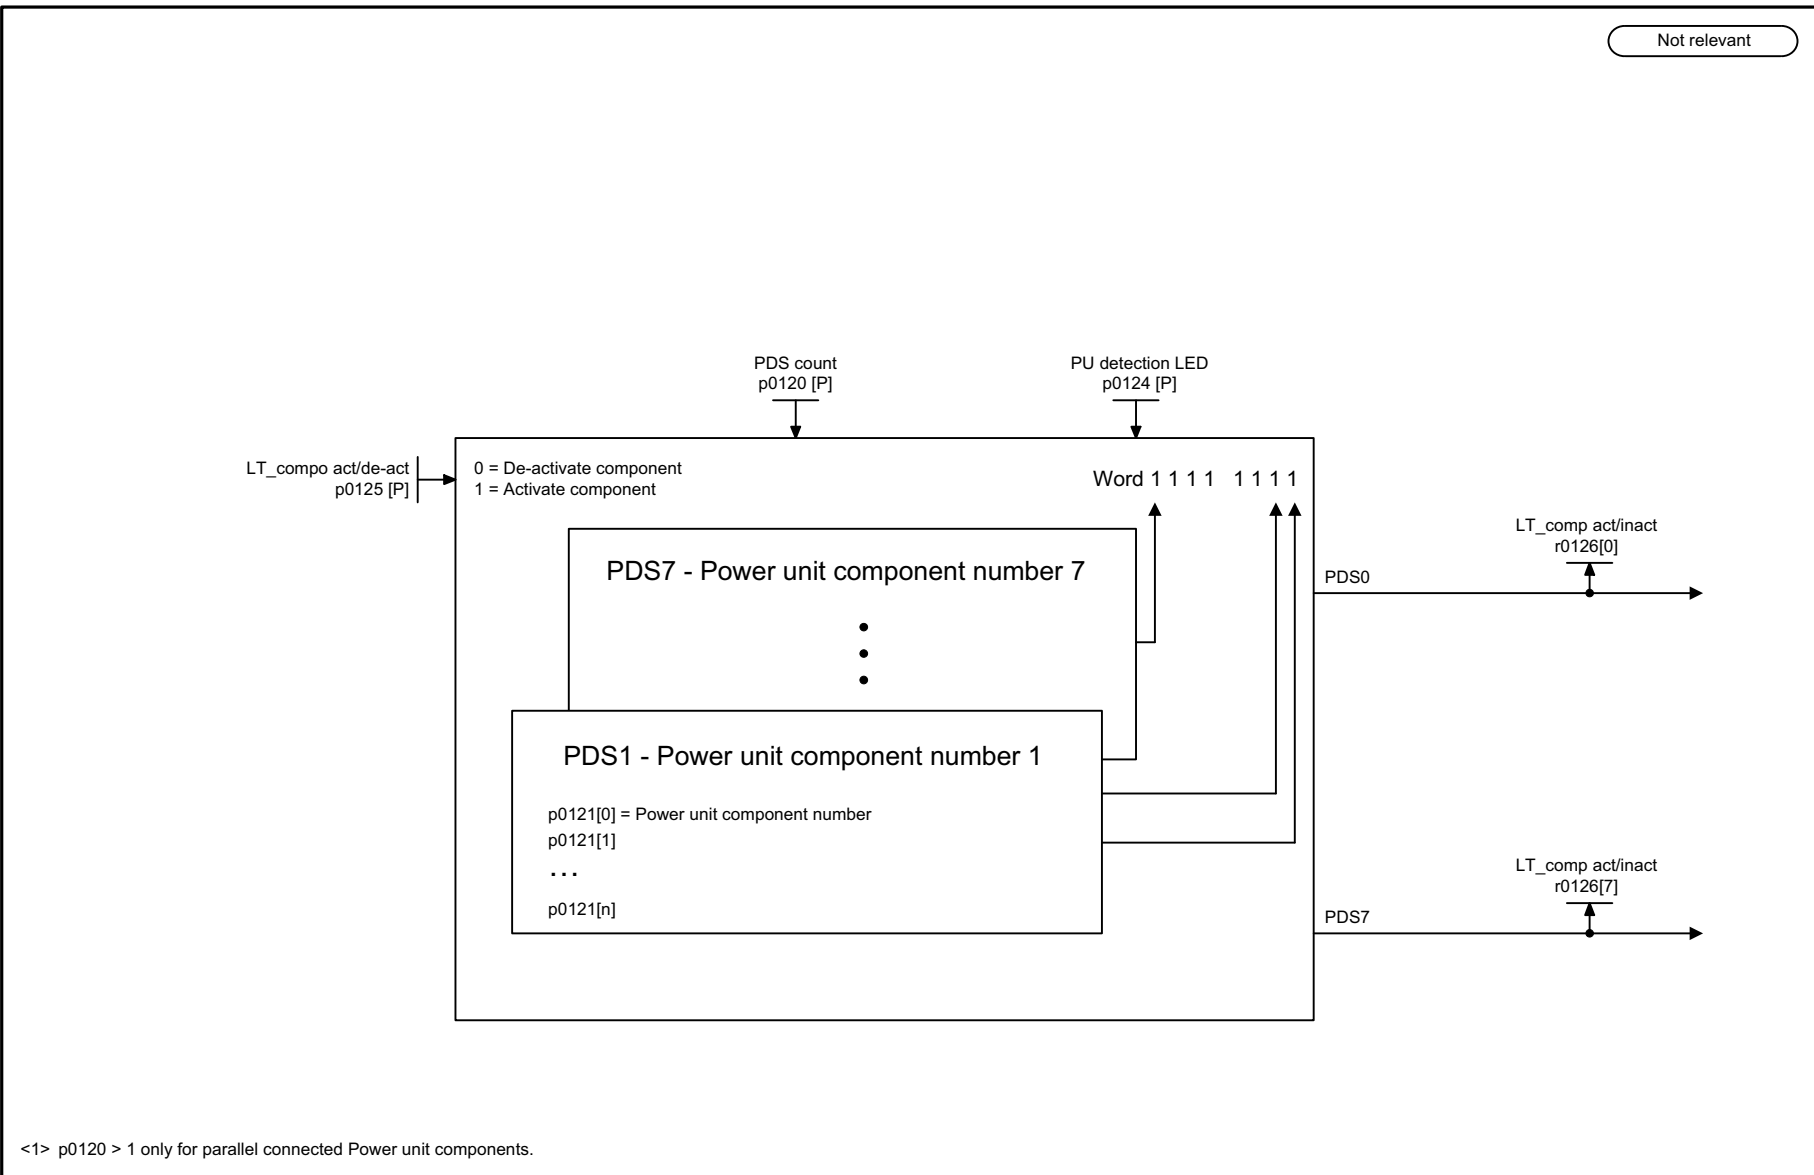 Not relevant
PDS count
p0120 [P]
PU detection LED
p0124 [P]
LT_compo act/de-act
p0125 [P]
0 = De-activate component
1 = Activate component
Word 1 1 1 1 1 1 1 1
PDS7 - Power unit component number 7
PDS1 - Power unit component number 1
p0121[0] = Power unit component number
p0121[1]
...
p0121[n]
LT_comp act/inact
r0126[0]
PDS0
LT_comp act/inact
r0126[7]
PDS7
<1> p0120 > 1 only for parallel connected Power unit components.